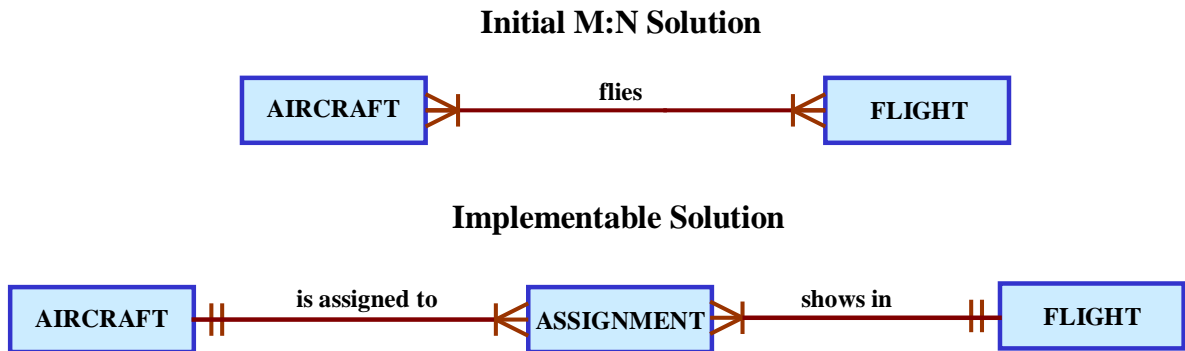 Initial M:N Solution
AIRCRAFT
flies
FLIGHT
Implementable Solution
AIRCRAFT
is assigned to
ASSIGNMENT
shows in
FLIGHT